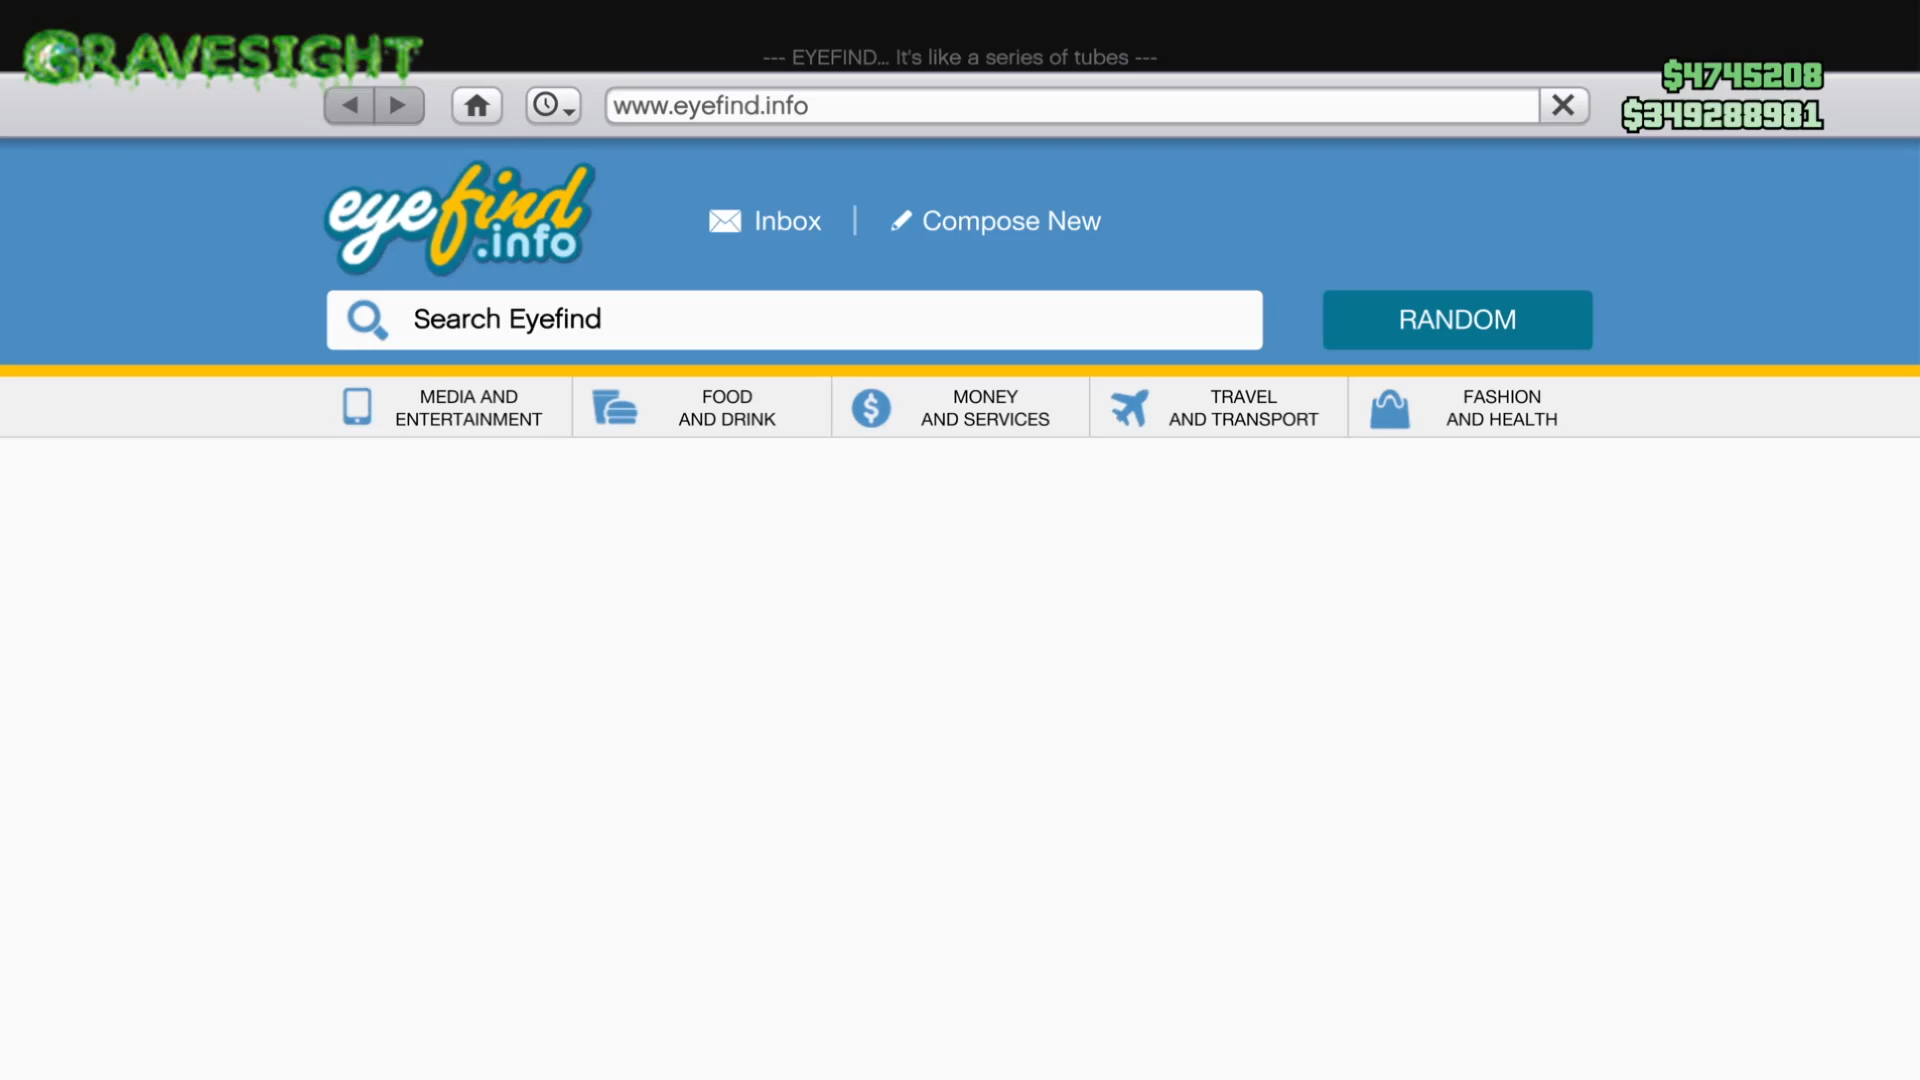 GRAVESIGHT
--- EYEFIND... It's like a series of tubes ---
$4745208
www.eyefind.info
$349288981
eyefind.info
Inbox | Compose New
Search Eyefind
RANDOM
MEDIA AND
ENTERTAINMENT
FOOD
AND DRINK
MONEY
AND SERVICES
TRAVEL
AND TRANSPORT
FASHION
AND HEALTH